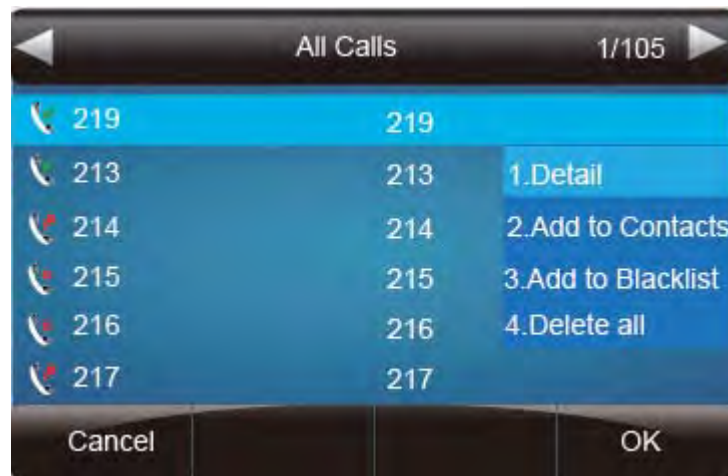 All Calls 1/105
219 219
213 213 1.Detail
214 214 2.Add to Contacts
215 215 3.Add to Blacklist
216 216 4.Delete all
217 217
Cancel OK